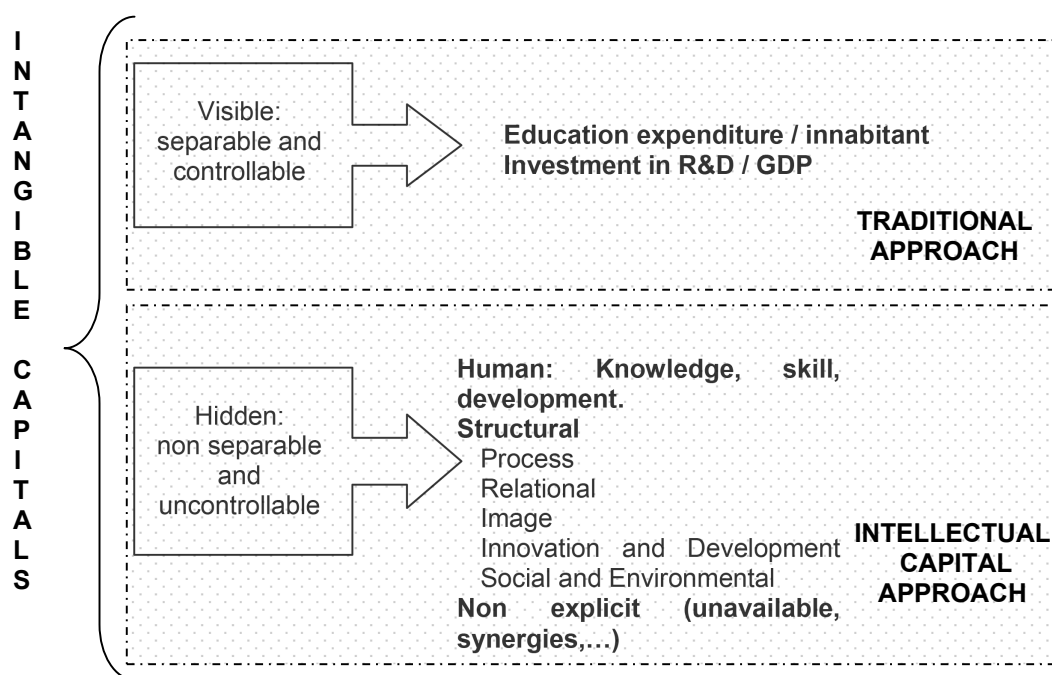 INTANGIBLE CAPITALS
Visible:
separable and
controllable
Education expenditure / innabitant
Investment in R&D / GDP
TRADITIONAL
APPROACH
Hidden:
non separable
and
uncontrollable
Human: Knowledge, skill,
development.
Structural
Process
Relational
Image
Innovation and Development
Social and Environmental
Non explicit (unavailable,
synergies,…)
INTELLECTUAL
CAPITAL
APPROACH